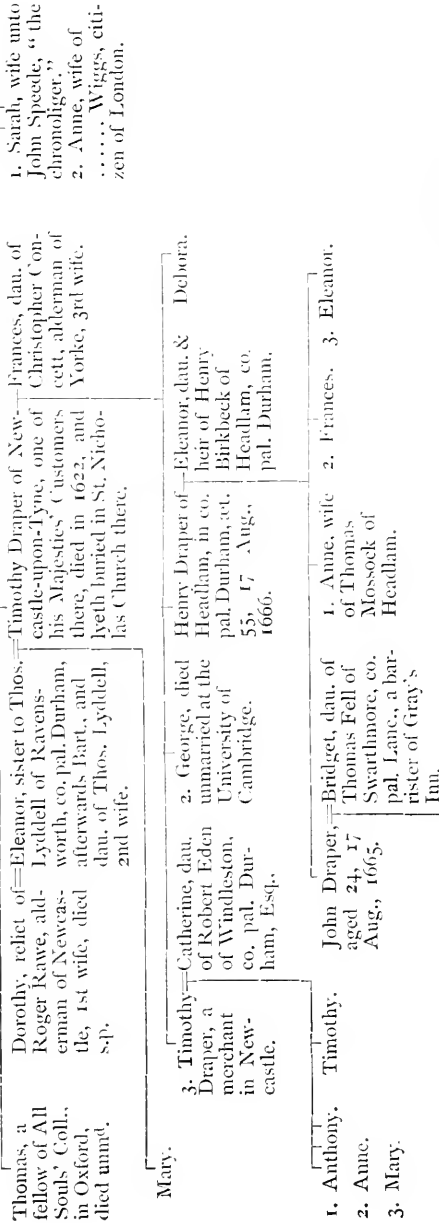 Thomas, a
fellow of All
Souls' Coll.,
in Oxford,
died unmd.
Dorothy, relict of
Roger Rawe, ald-
erman of Newcas-
tle, 1st wife, died
s.p.
Eleanor, sister to Thos.
Lyddell of Ravens-
worth, co. pal. Durham,
afterwards Bart., and
dau. of Thos. Lyddell,
2nd wife.
Timothy Draper of New-
castle-upon-Tyne, one of
his Majesties' Customers
there, died in 1622, and
lyeth buried in St. Nicho-
las Church there.
Frances, dau. of
Christopher Con-
cett, alderman of
Yorke, 3rd wife.
1. Sarah, wife unto
John Speede, "the
chronoliger."
2. Anne, wife of
...... Wiggs, citi-
zen of London.
Mary.
3. Timothy
Draper, a
merchant
in New-
castle.
Catherine, dau.
of Robert Eden
of Windleston,
co. pal. Dur-
ham, Esq.,
2. George, died
unmarried at the
University of
Cambridge.
Henry Draper of
Headlam, in co.
pal. Durham, æt.
55, 17 Aug.,
1666.
Eleanor, dau. &
heir of Henry
Birkbeck of
Headlam, co.
pal. Durham.
Debora.
1. Anthony.
2. Anne.
3. Mary.
Timothy.
John Draper,
aged 24, 17
Aug., 1665.
Bridget, dau. of
Thomas Fell of
Swarthmore, co.
pal. Lanc., a bar-
rister of Gray's
Inn.
1. Anne, wife
of Thomas
Mossock of
Headlam.
2. Frances.
3. Eleanor.